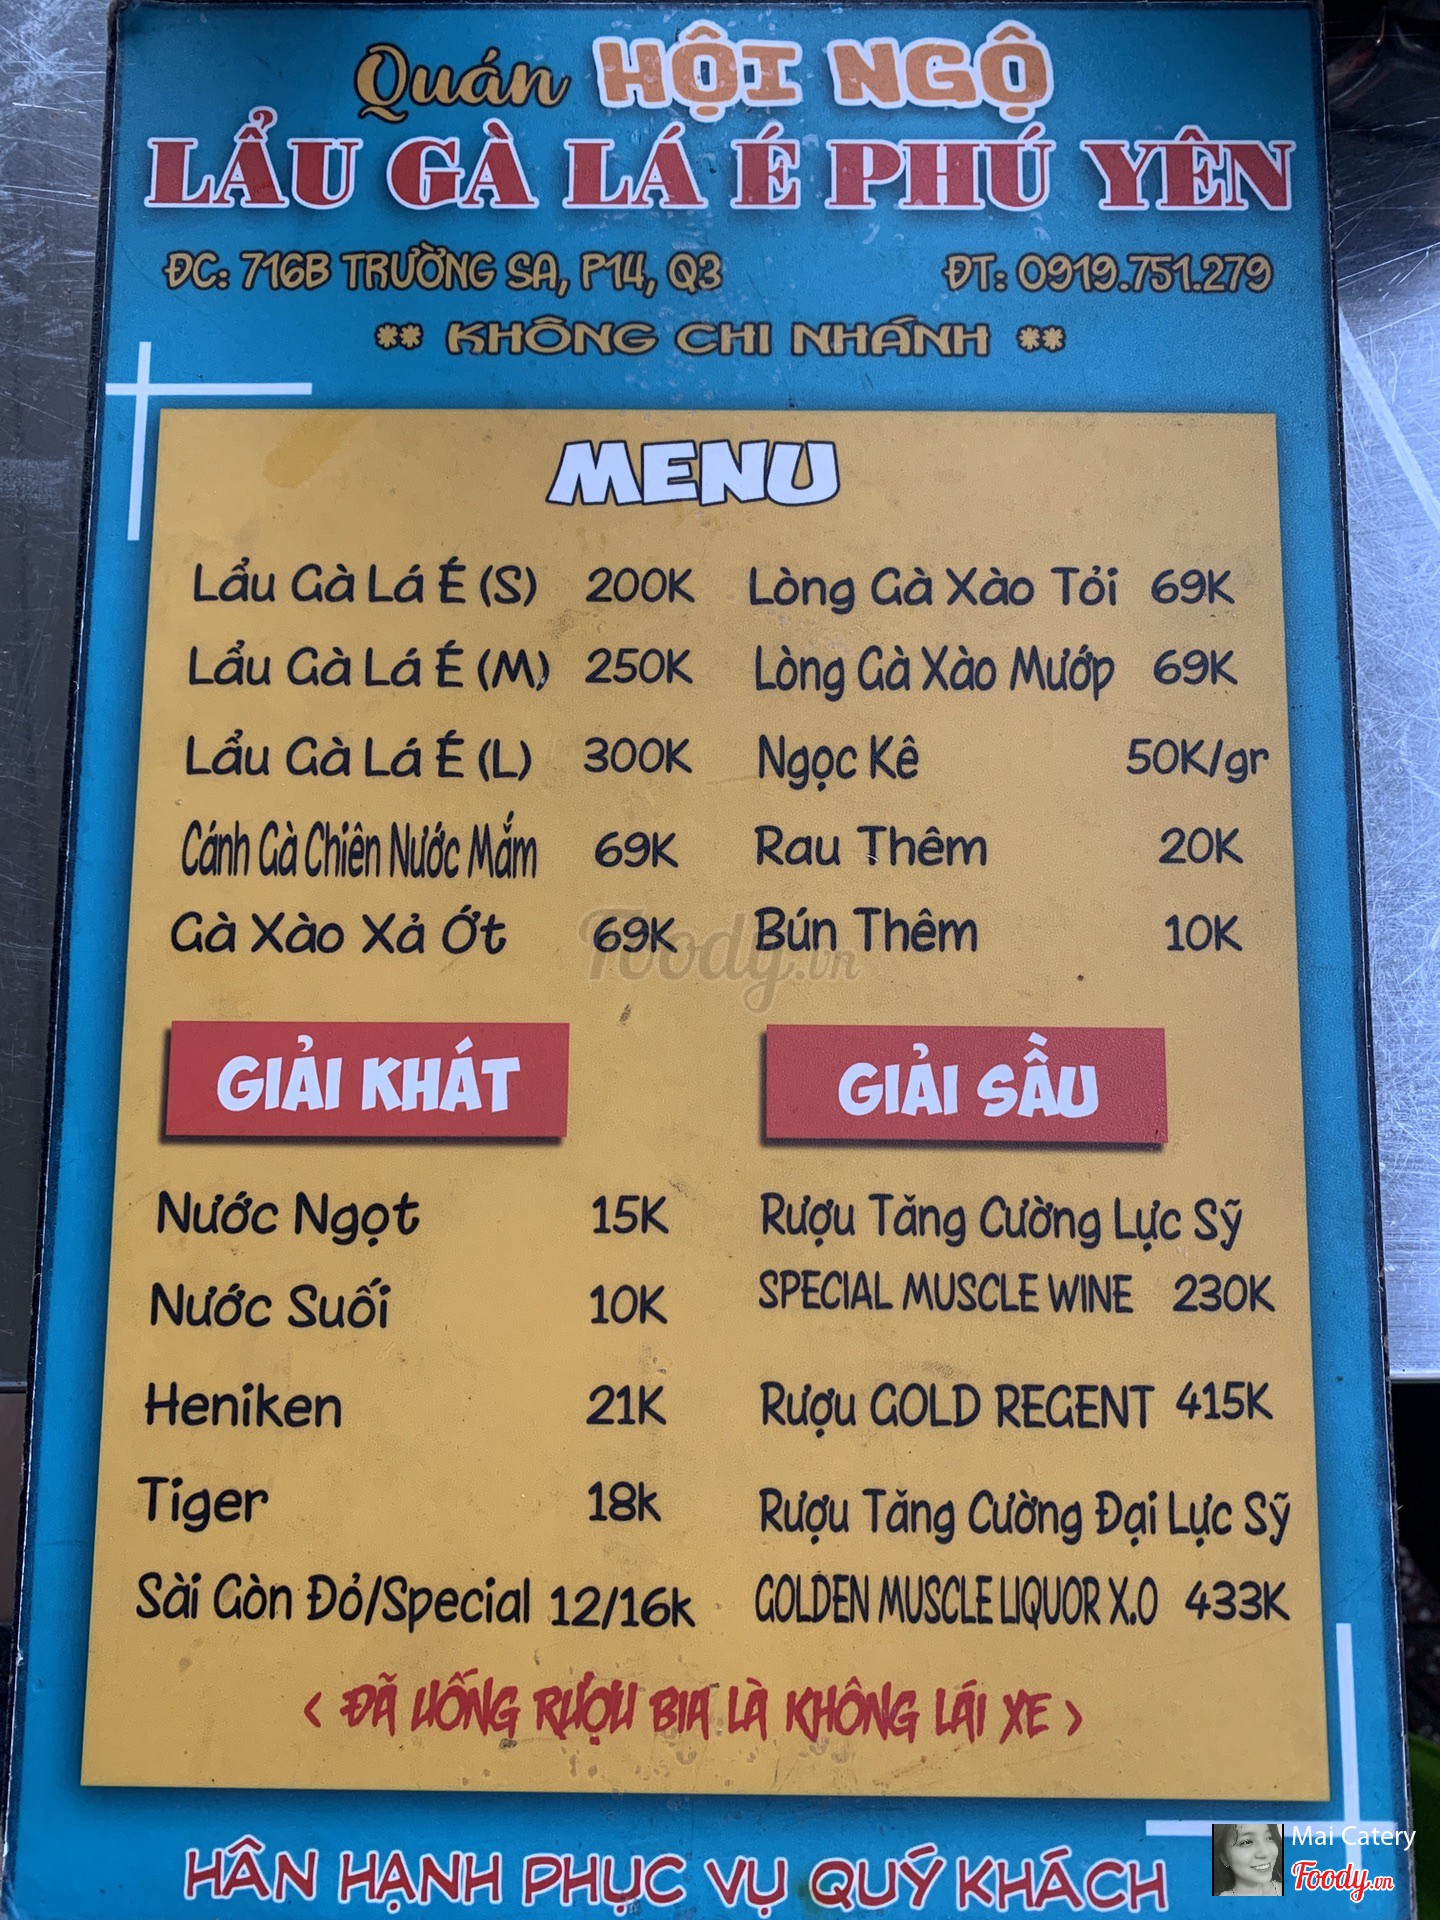 Quán HỘI NGỘ
LẨU GÀ LÁ É PHÚ YÊN
ĐC: 716B TRƯỜNG SA, P14, Q3 ĐT: 0919.751.279
** KHÔNG CHI NHÁNH **
MENU
Lẩu Gà Lá É (S) 200K
Lẩu Gà Lá É (M) 250K
Lẩu Gà Lá É (L) 300K
Cánh Gà Chiên Nước Mắm 69K
Gà Xào Xả Ớt 69K
Lòng Gà Xào Tỏi 69K
Lòng Gà Xào Mướp 69K
Ngọc Kê 50K/gr
Rau Thêm 20K
Bún Thêm 10K
Foody.vn
GIẢI KHÁT
Nước Ngọt 15K
Nước Suối 10K
Heniken 21K
Tiger 18k
Sài Gòn Đỏ/Special 12/16k
GIẢI SẦU
Rượu Tăng Cường Lực Sỹ
SPECIAL MUSCLE WINE 230K
Rượu GOLD REGENT 415K
Rượu Tăng Cường Đại Lực Sỹ
GOLDEN MUSCLE LIQUOR X.O 433K
< ĐÃ UỐNG RƯỢU BIA LÀ KHÔNG LÁI XE >
HÂN HẠNH PHỤC VỤ QUÝ KHÁCH
Mai Catery
Foody.vn